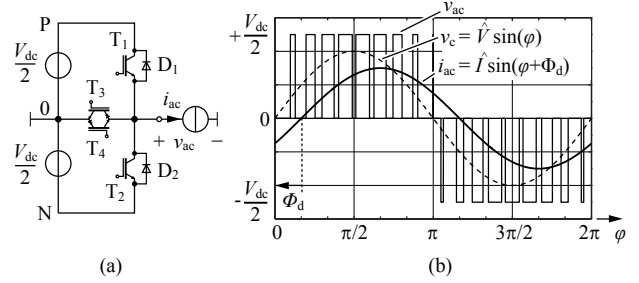 P
V_dc/2
T_1
D_1
T_3
0
i_ac
+ v_ac −
T_4
V_dc/2
T_2
D_2
N
(a)
v_ac
v_c = V̂ sin(φ)
i_ac = Î sin(φ+Φ_d)
+V_dc/2
0
-V_dc/2
Φ_d
0 π/2 π 3π/2 2π φ
(b)